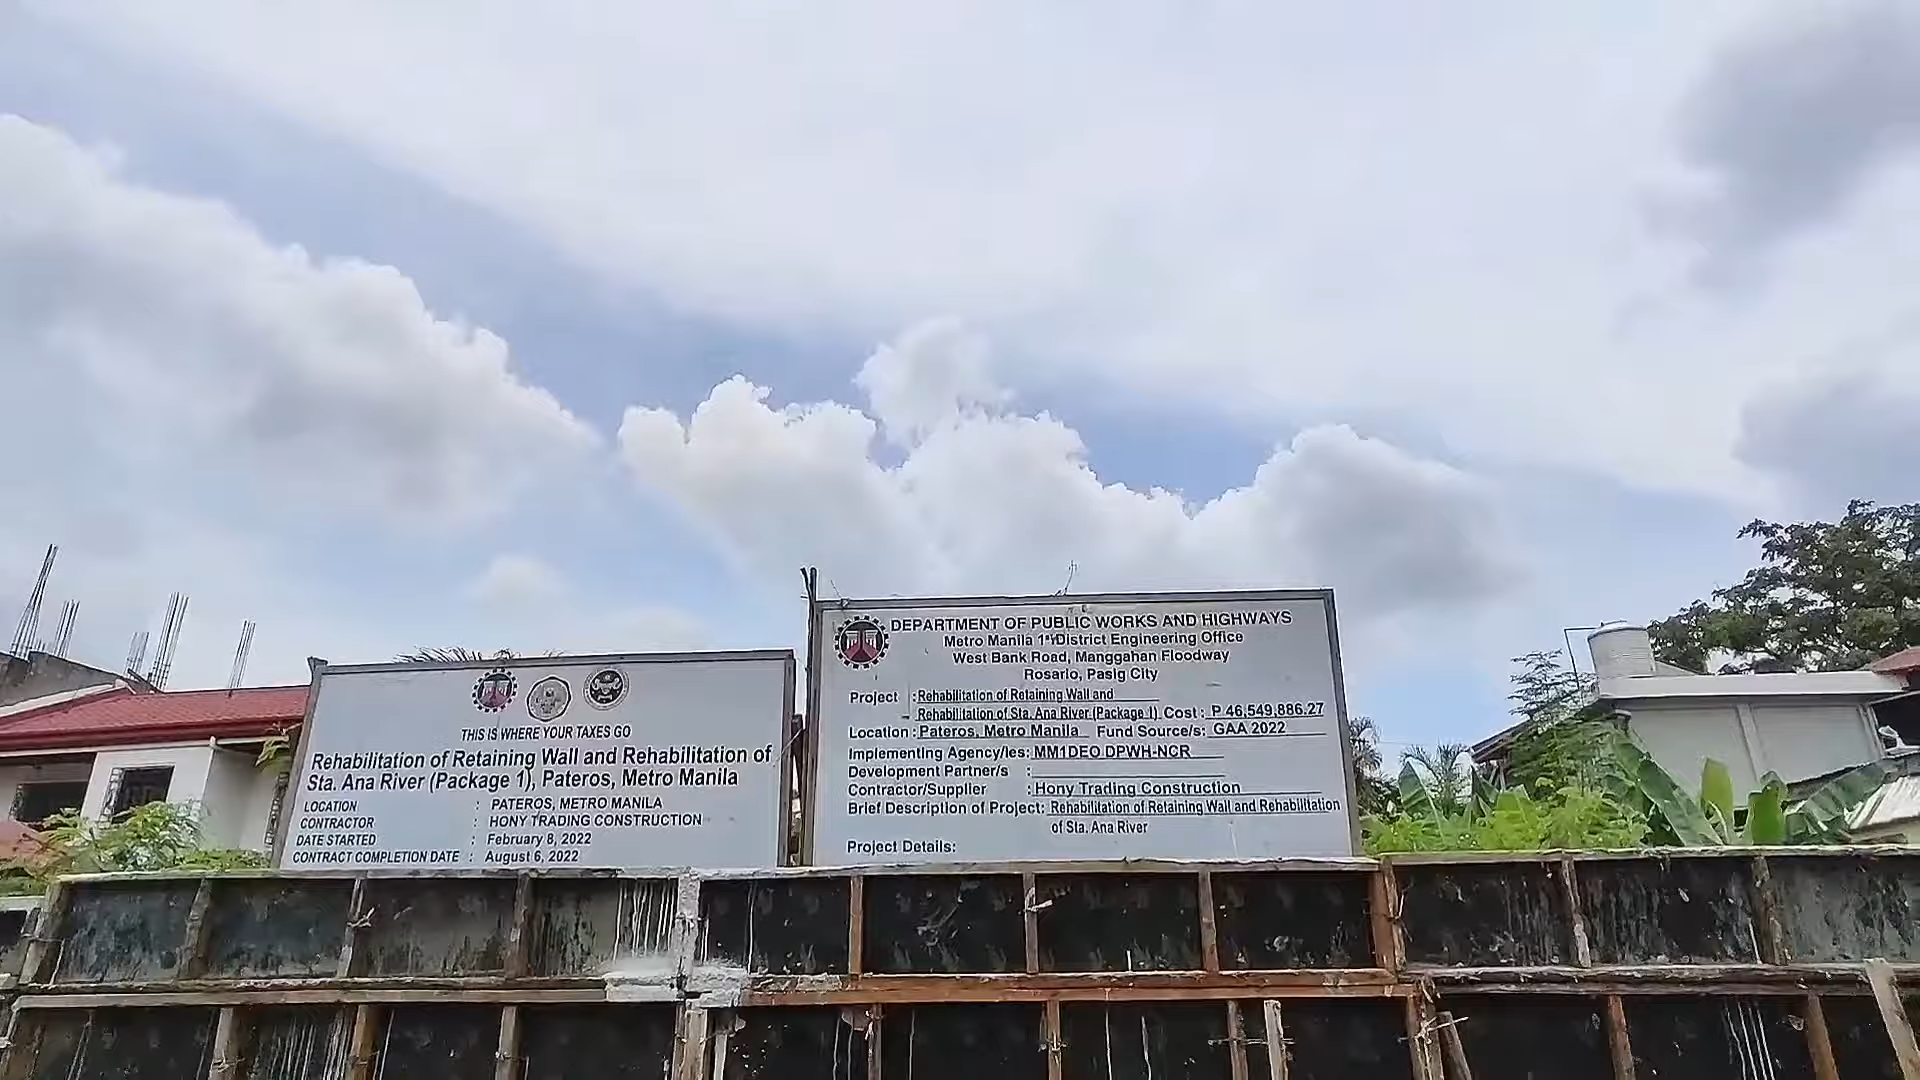 THIS IS WHERE YOUR TAXES GO
Rehabilitation of Retaining Wall and Rehabilitation of
Sta. Ana River (Package 1), Pateros, Metro Manila
LOCATION : PATEROS, METRO MANILA
CONTRACTOR : HONY TRADING CONSTRUCTION
DATE STARTED : February 8, 2022
CONTRACT COMPLETION DATE : August 6, 2022
DEPARTMENT OF PUBLIC WORKS AND HIGHWAYS
Metro Manila 1st District Engineering Office
West Bank Road, Manggahan Floodway
Rosario, Pasig City
Project : Rehabilitation of Retaining Wall and
Rehabilitation of Sta. Ana River (Package 1) Cost : P 46,549,886.27
Location : Pateros, Metro Manila Fund Source/s: GAA 2022
Implementing Agency/ies: MM1DEO DPWH-NCR
Development Partner/s :
Contractor/Supplier : Hony Trading Construction
Brief Description of Project: Rehabilitation of Retaining Wall and Rehabilitation
of Sta. Ana River
Project Details: